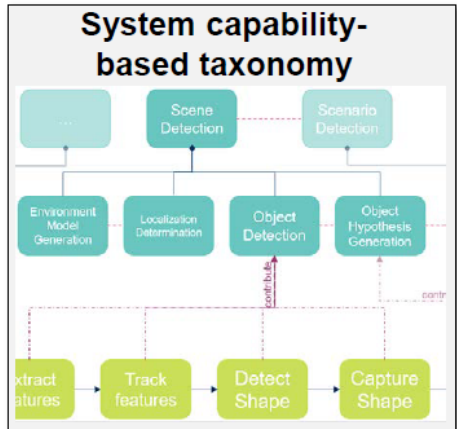 System capability-
based taxonomy
...
Scene
Detection
Scenario
Detection
Environment
Model
Generation
Localization
Determination
Object
Detection
Object
Hypothesis
Generation
contribute
contr
xtract
atures
Track
features
Detect
Shape
Capture
Shape